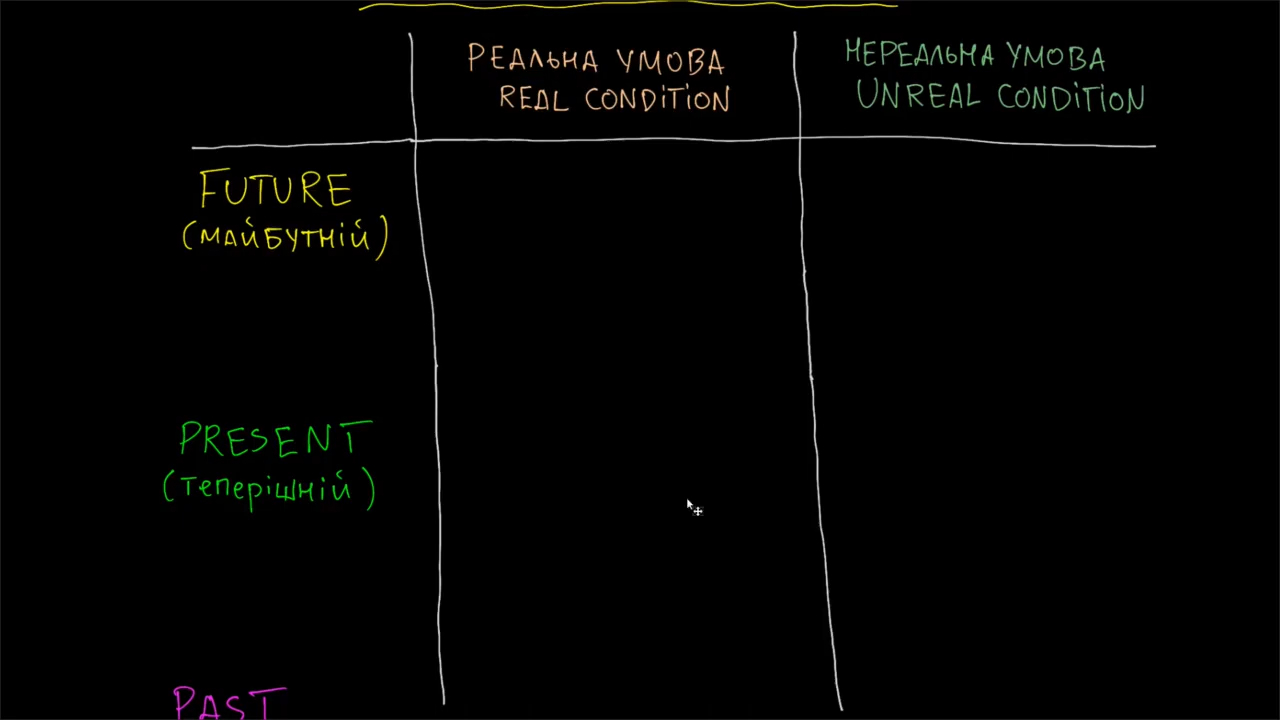 РЕАЛЬНА УМОВА
REAL CONDITION
НЕРЕАЛЬНА УМОВА
UNREAL CONDITION
FUTURE
(МАЙБУТНІЙ)
PRESENT
(теперішній)
PAST